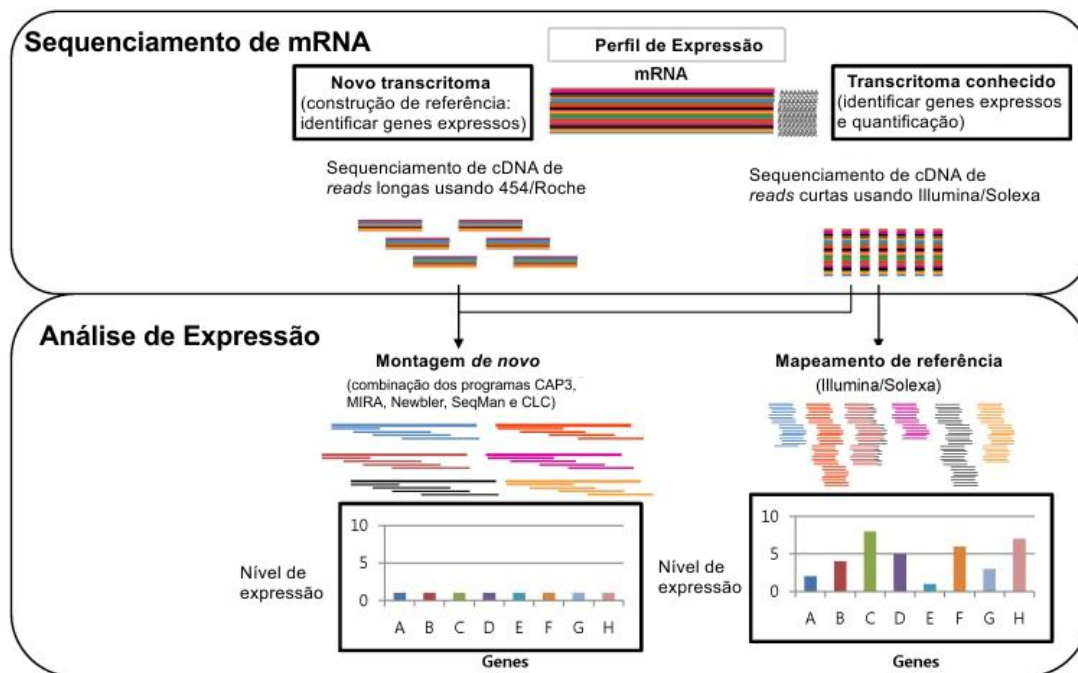 Sequenciamento de mRNA
Perfil de Expressão
mRNA
Novo transcritoma
(construção de referência:
identificar genes expressos)
Transcritoma conhecido
(identificar genes expressos
e quantificação)
Sequenciamento de cDNA de
reads longas usando 454/Roche
Sequenciamento de cDNA de
reads curtas usando Illumina/Solexa
Análise de Expressão
Montagem de novo
(combinação dos programas CAP3,
MIRA, Newbler, SeqMan e CLC)
Mapeamento de referência
(Illumina/Solexa)
Nível de
expressão
10
5
0
A B C D E F G H
Genes
Nível de
expressão
10
5
0
A B C D E F G H
Genes